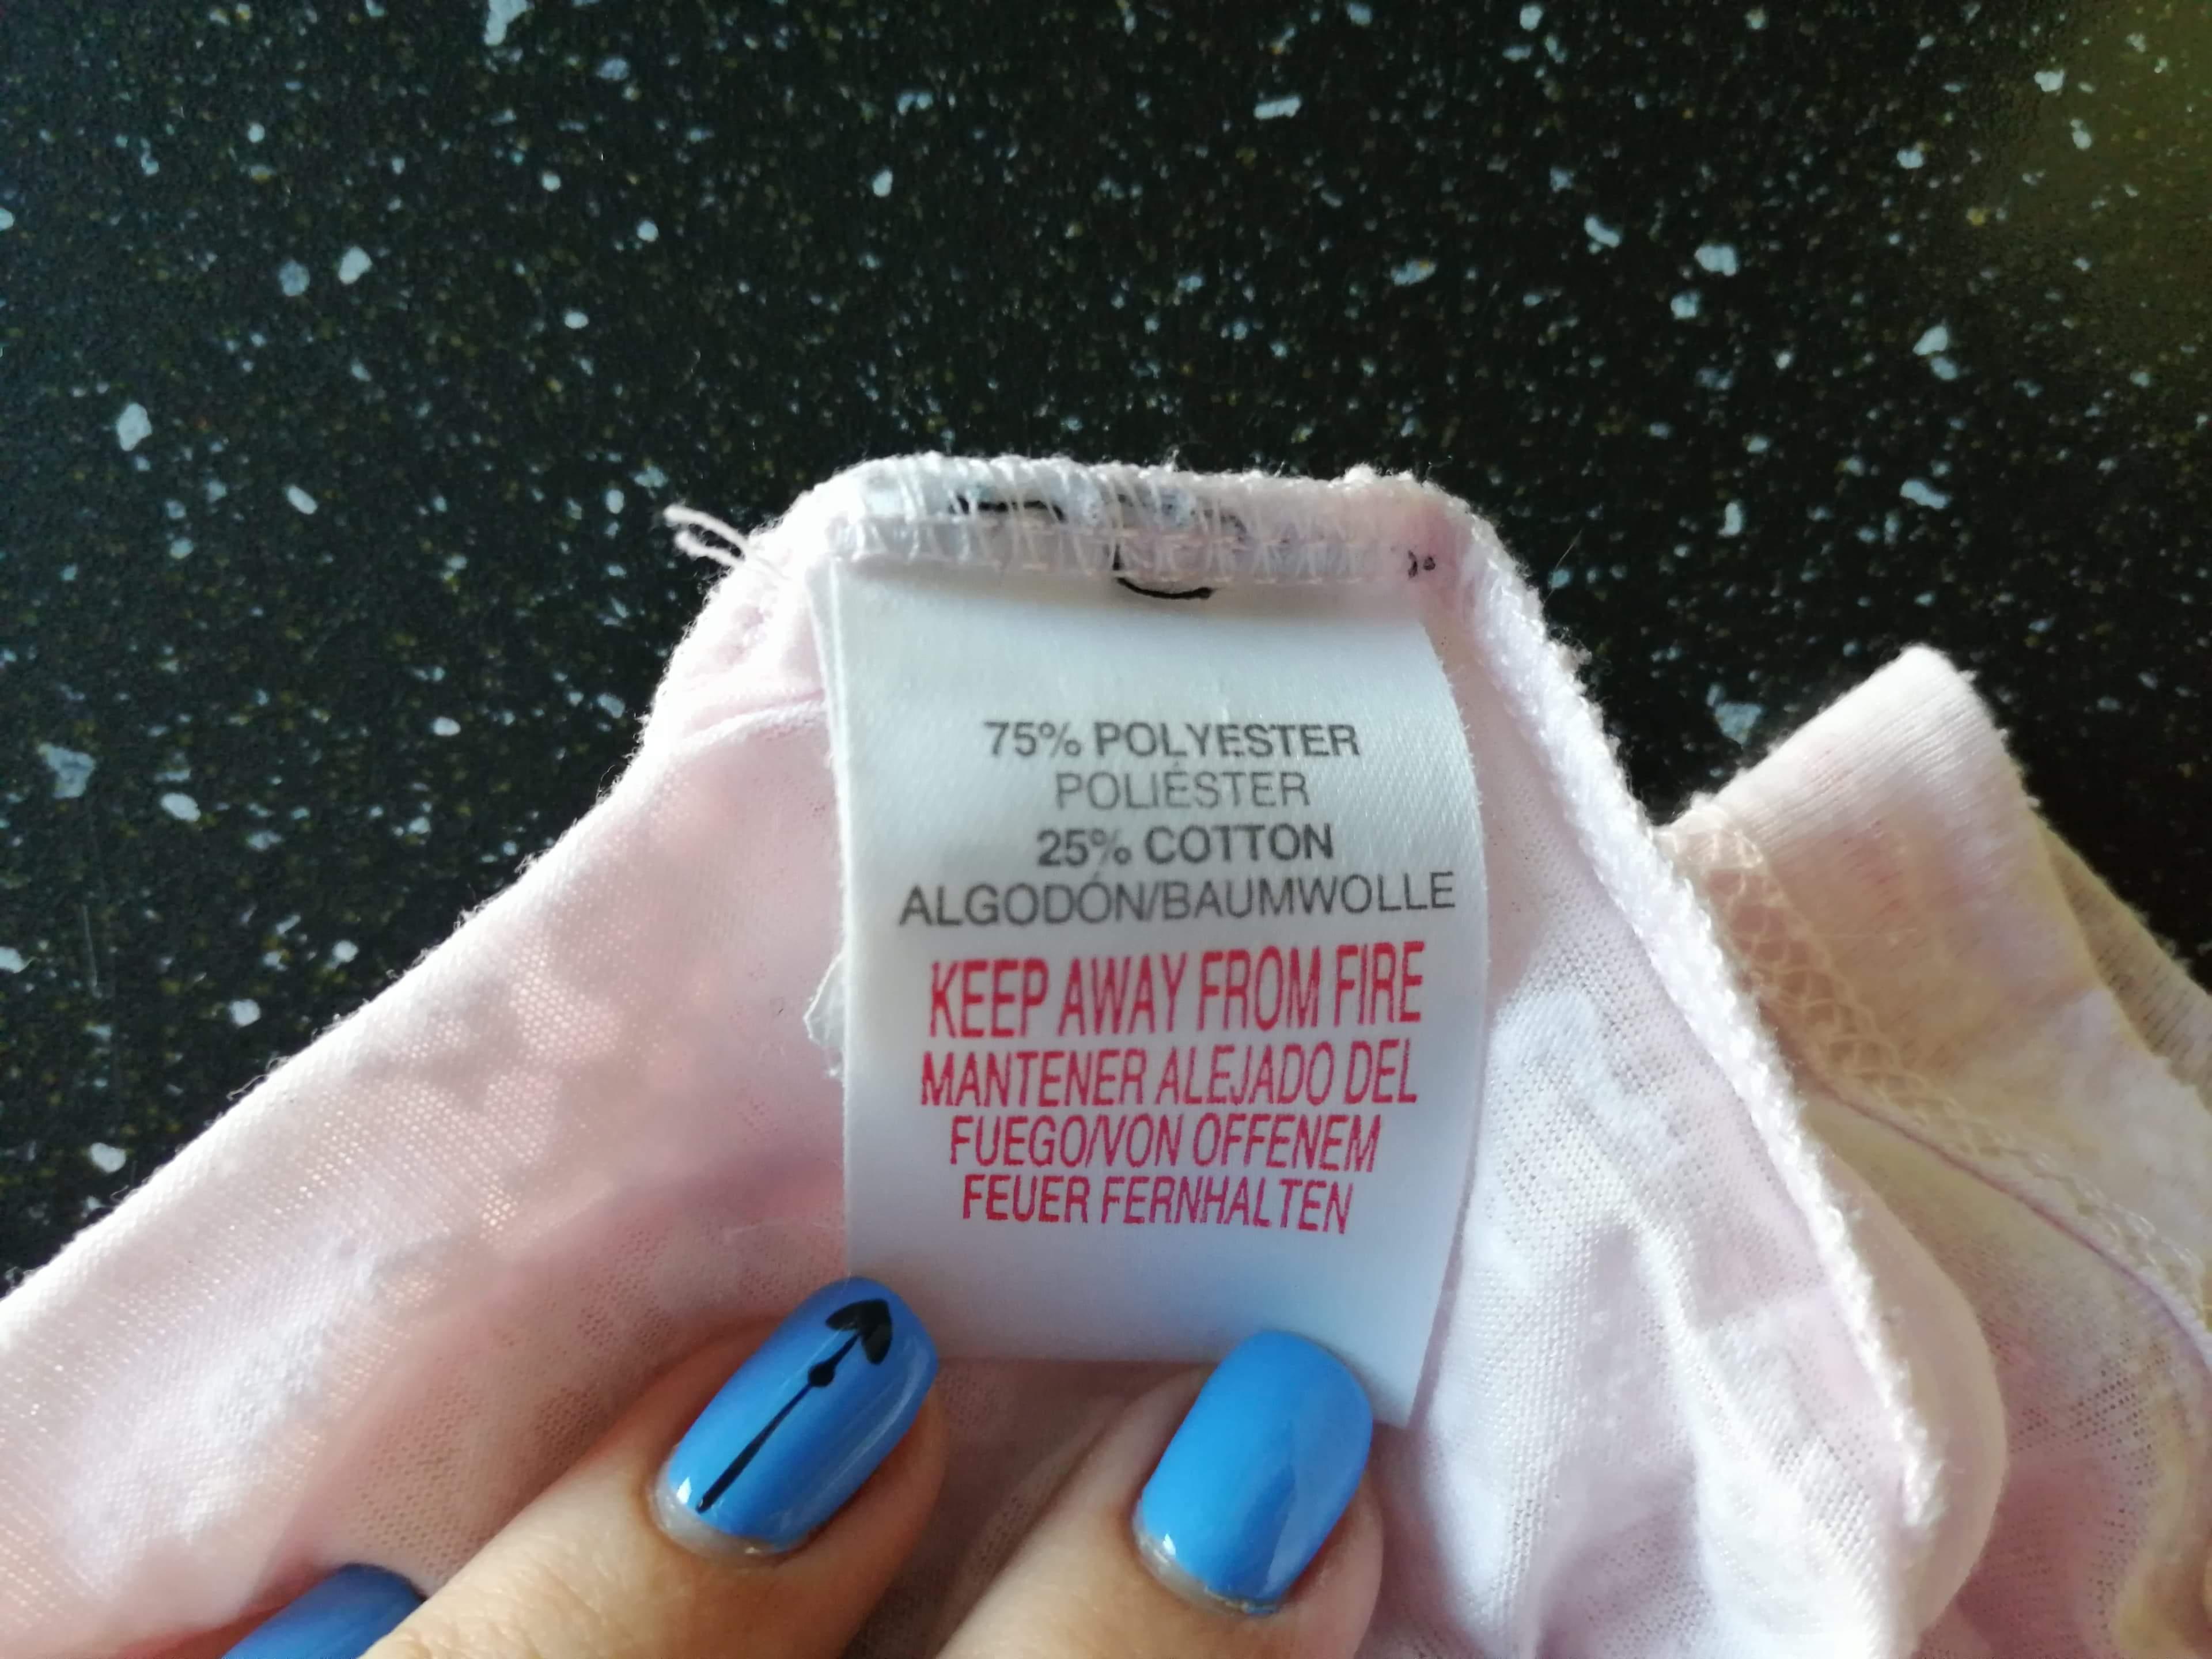 75% POLYESTER
POLIÉSTER
25% COTTON
ALGODÓN/BAUMWOLLE
KEEP AWAY FROM FIRE
MANTENER ALEJADO DEL
FUEGO/VON OFFENEM
FEUER FERNHALTEN